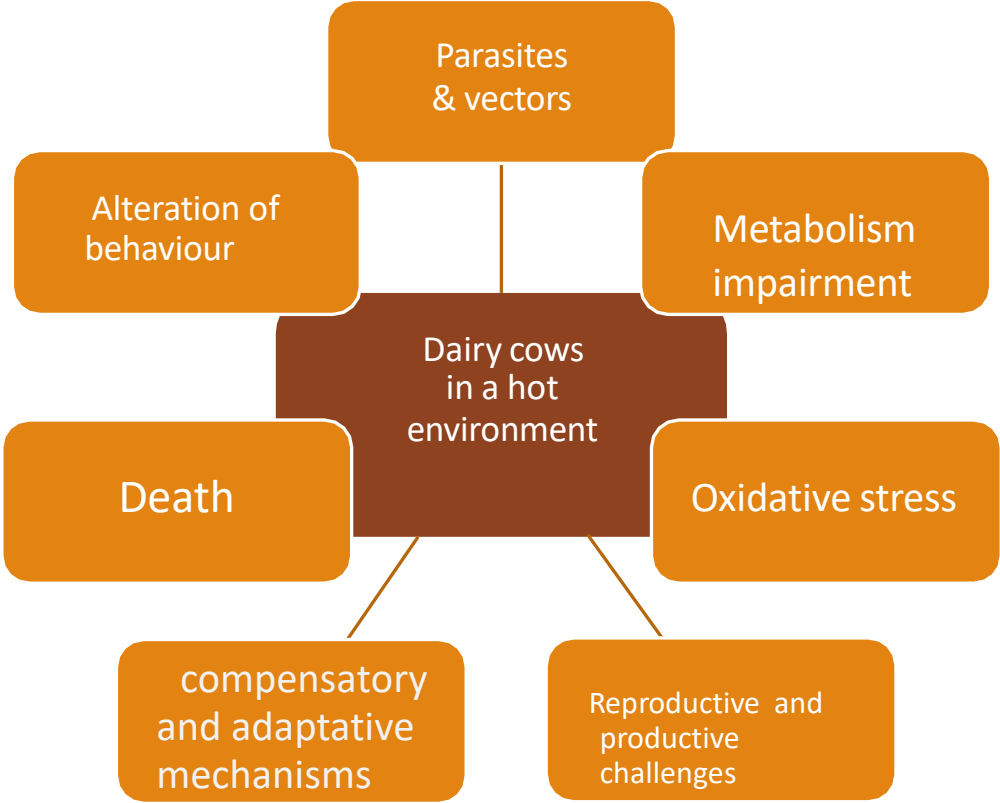 Parasites
& vectors
Alteration of
behaviour
Metabolism
impairment
Dairy cows
in a hot
environment
Death
Oxidative stress
compensatory
and adaptative
mechanisms
Reproductive and
productive
challenges